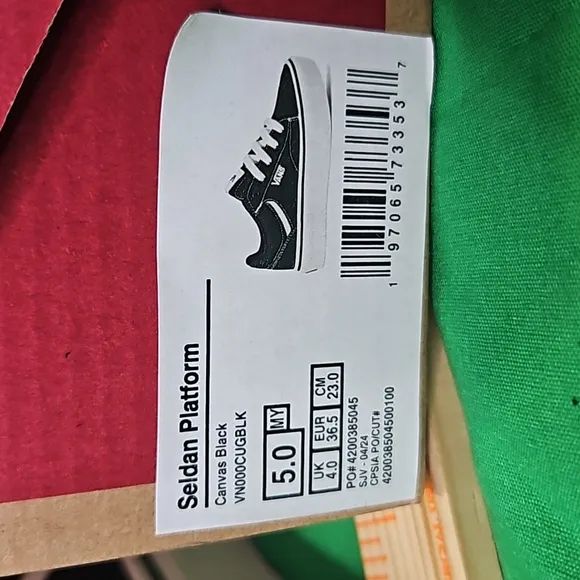 Seldan Platform
Canvas Black
VN000CUGBLK
5.0 MY
UK EUR CM
4.0 36.5 23.0
PO# 4200385045
SJV - 04/24
CPSIA PO/CUT#
420038504500100
VANS
1 97065 73353 7